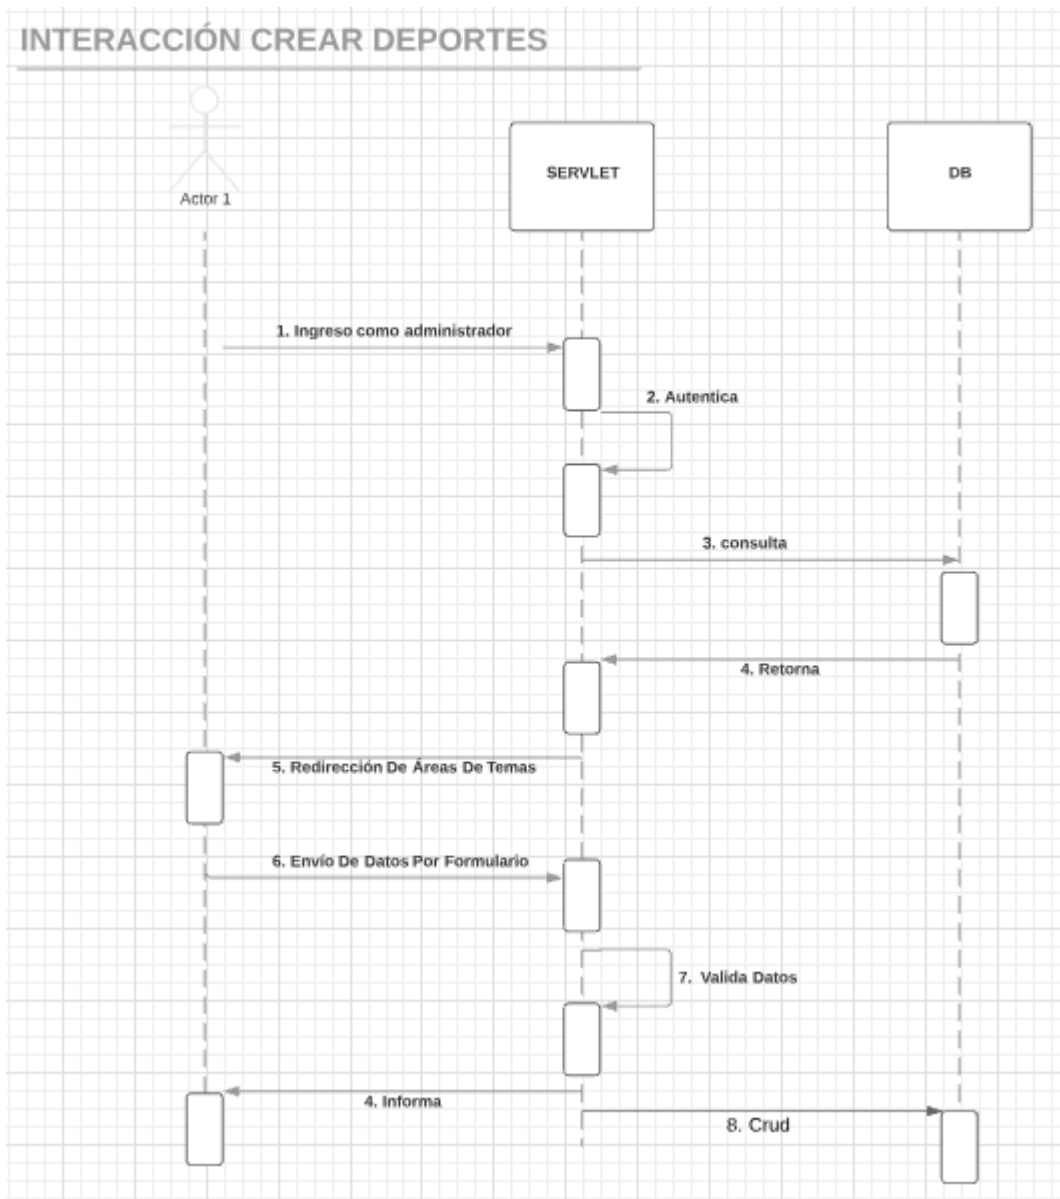 INTERACCIÓN CREAR DEPORTES
Actor 1
SERVLET
DB
1. Ingreso como administrador
2. Autentica
3. consulta
4. Retorna
5. Redirección De Áreas De Temas
6. Envío De Datos Por Formulario
7. Valida Datos
4. Informa
8. Crud